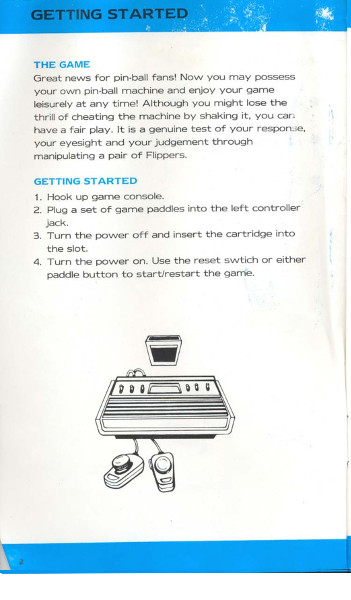 GETTING STARTED
THE GAME
Great news for pin-ball fans! Now you may possess
your own pin-ball machine and enjoy your game
leisurely at any time! Although you might lose the
thrill of cheating the machine by shaking it, you can
have a fair play. It is a genuine test of your response,
your eyesight and your judgement through
manipulating a pair of Flippers.
GETTING STARTED
1. Hook up game console.
2. Plug a set of game paddles into the left controller
jack.
3. Turn the power off and insert the cartridge into
the slot.
4. Turn the power on. Use the reset swtich or either
paddle button to start/restart the game.
2